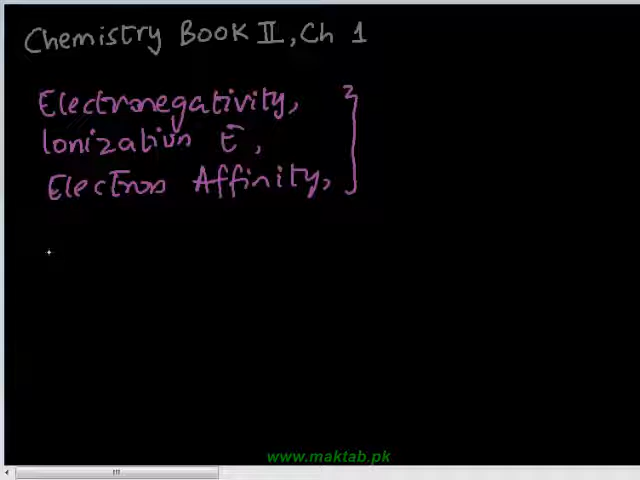 Chemistry Book II, Ch 1
Electronegativity,
Ionization E,
Electron Affinity,
www.maktab.pk